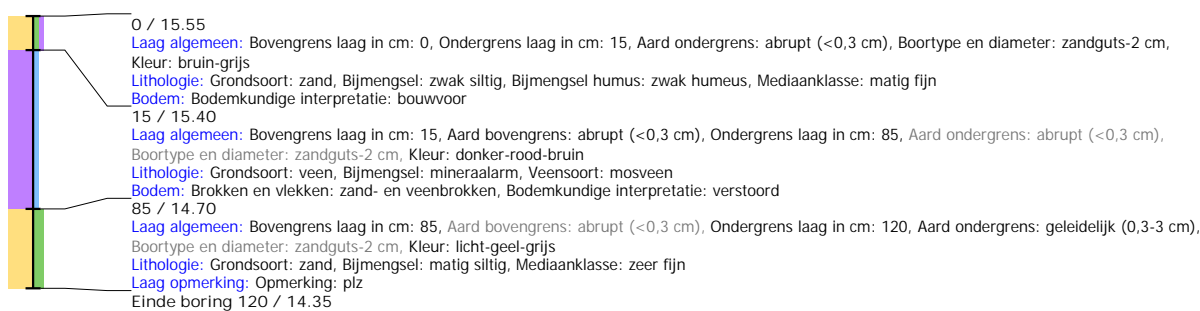 0 / 15.55
Laag algemeen: Bovengrens laag in cm: 0, Ondergrens laag in cm: 15, Aard ondergrens: abrupt (<0,3 cm), Boortype en diameter: zandguts-2 cm,
Kleur: bruin-grijs
Lithologie: Grondsoort: zand, Bijmengsel: zwak siltig, Bijmengsel humus: zwak humeus, Mediaanklasse: matig fijn
Bodem: Bodemkundige interpretatie: bouwvoor
15 / 15.40
Laag algemeen: Bovengrens laag in cm: 15, Aard bovengrens: abrupt (<0,3 cm), Ondergrens laag in cm: 85, Aard ondergrens: abrupt (<0,3 cm),
Boortype en diameter: zandguts-2 cm, Kleur: donker-rood-bruin
Lithologie: Grondsoort: veen, Bijmengsel: mineraalarm, Veensoort: mosveen
Bodem: Brokken en vlekken: zand- en veenbrokken, Bodemkundige interpretatie: verstoord
85 / 14.70
Laag algemeen: Bovengrens laag in cm: 85, Aard bovengrens: abrupt (<0,3 cm), Ondergrens laag in cm: 120, Aard ondergrens: geleidelijk (0,3-3 cm),
Boortype en diameter: zandguts-2 cm, Kleur: licht-geel-grijs
Lithologie: Grondsoort: zand, Bijmengsel: matig siltig, Mediaanklasse: zeer fijn
Laag opmerking: Opmerking: plz
Einde boring 120 / 14.35